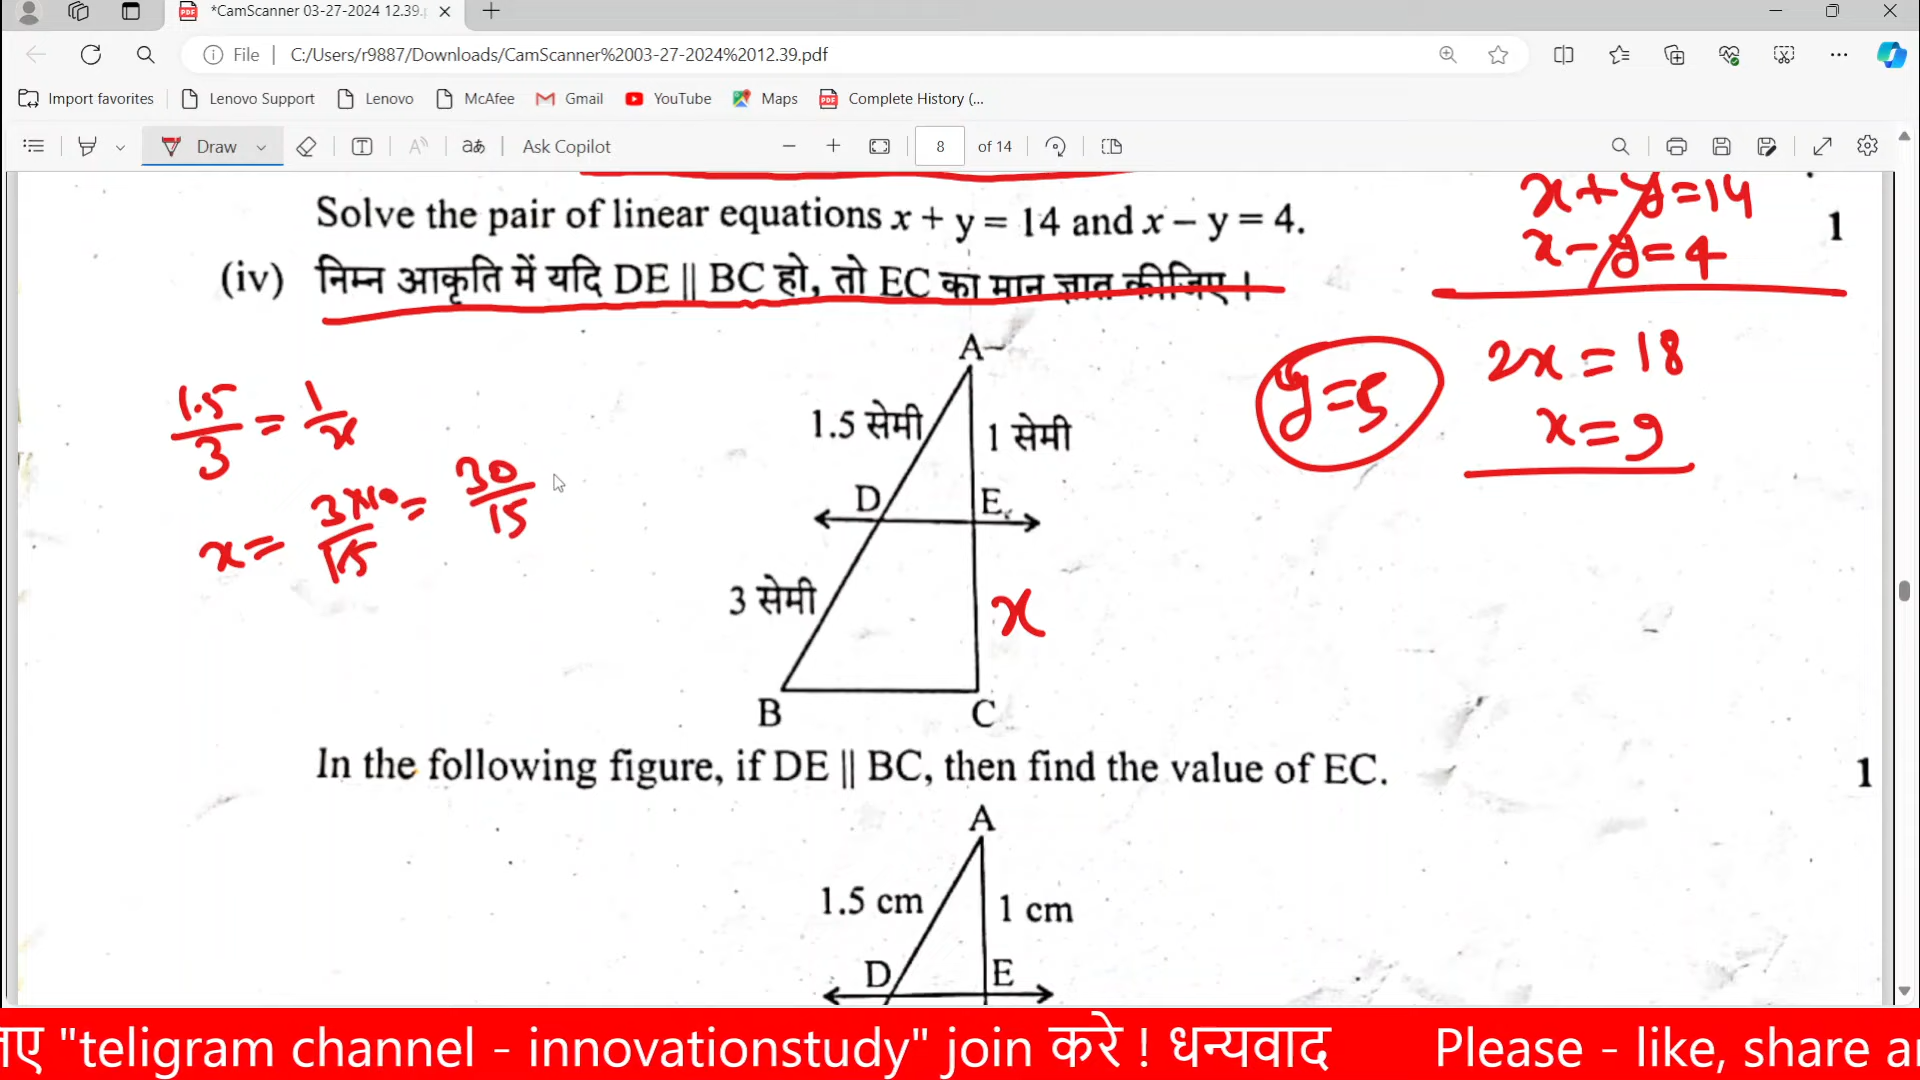 *CamScanner 03-27-2024 12.39.
File | C:/Users/r9887/Downloads/CamScanner%2003-27-2024%2012.39.pdf
Import favorites Lenovo Support Lenovo McAfee Gmail YouTube Maps Complete History (...
Draw Ask Copilot 8 of 14
x+y=14
Solve the pair of linear equations x + y = 14 and x – y = 4. 1
x-y=4
(iv) निम्न आकृति में यदि DE || BC हो, तो EC का मान ज्ञात कीजिए ।
2x=18
x=9
y=5
1.5/3=1/x
x=3×10/15=30/15
A
1.5 सेमी 1 सेमी
D E
3 सेमी x
B C
In the following figure, if DE || BC, then find the value of EC. 1
A
1.5 cm 1 cm
D E
"teligram channel - innovationstudy" join करे ! धन्यवाद Please - like, share